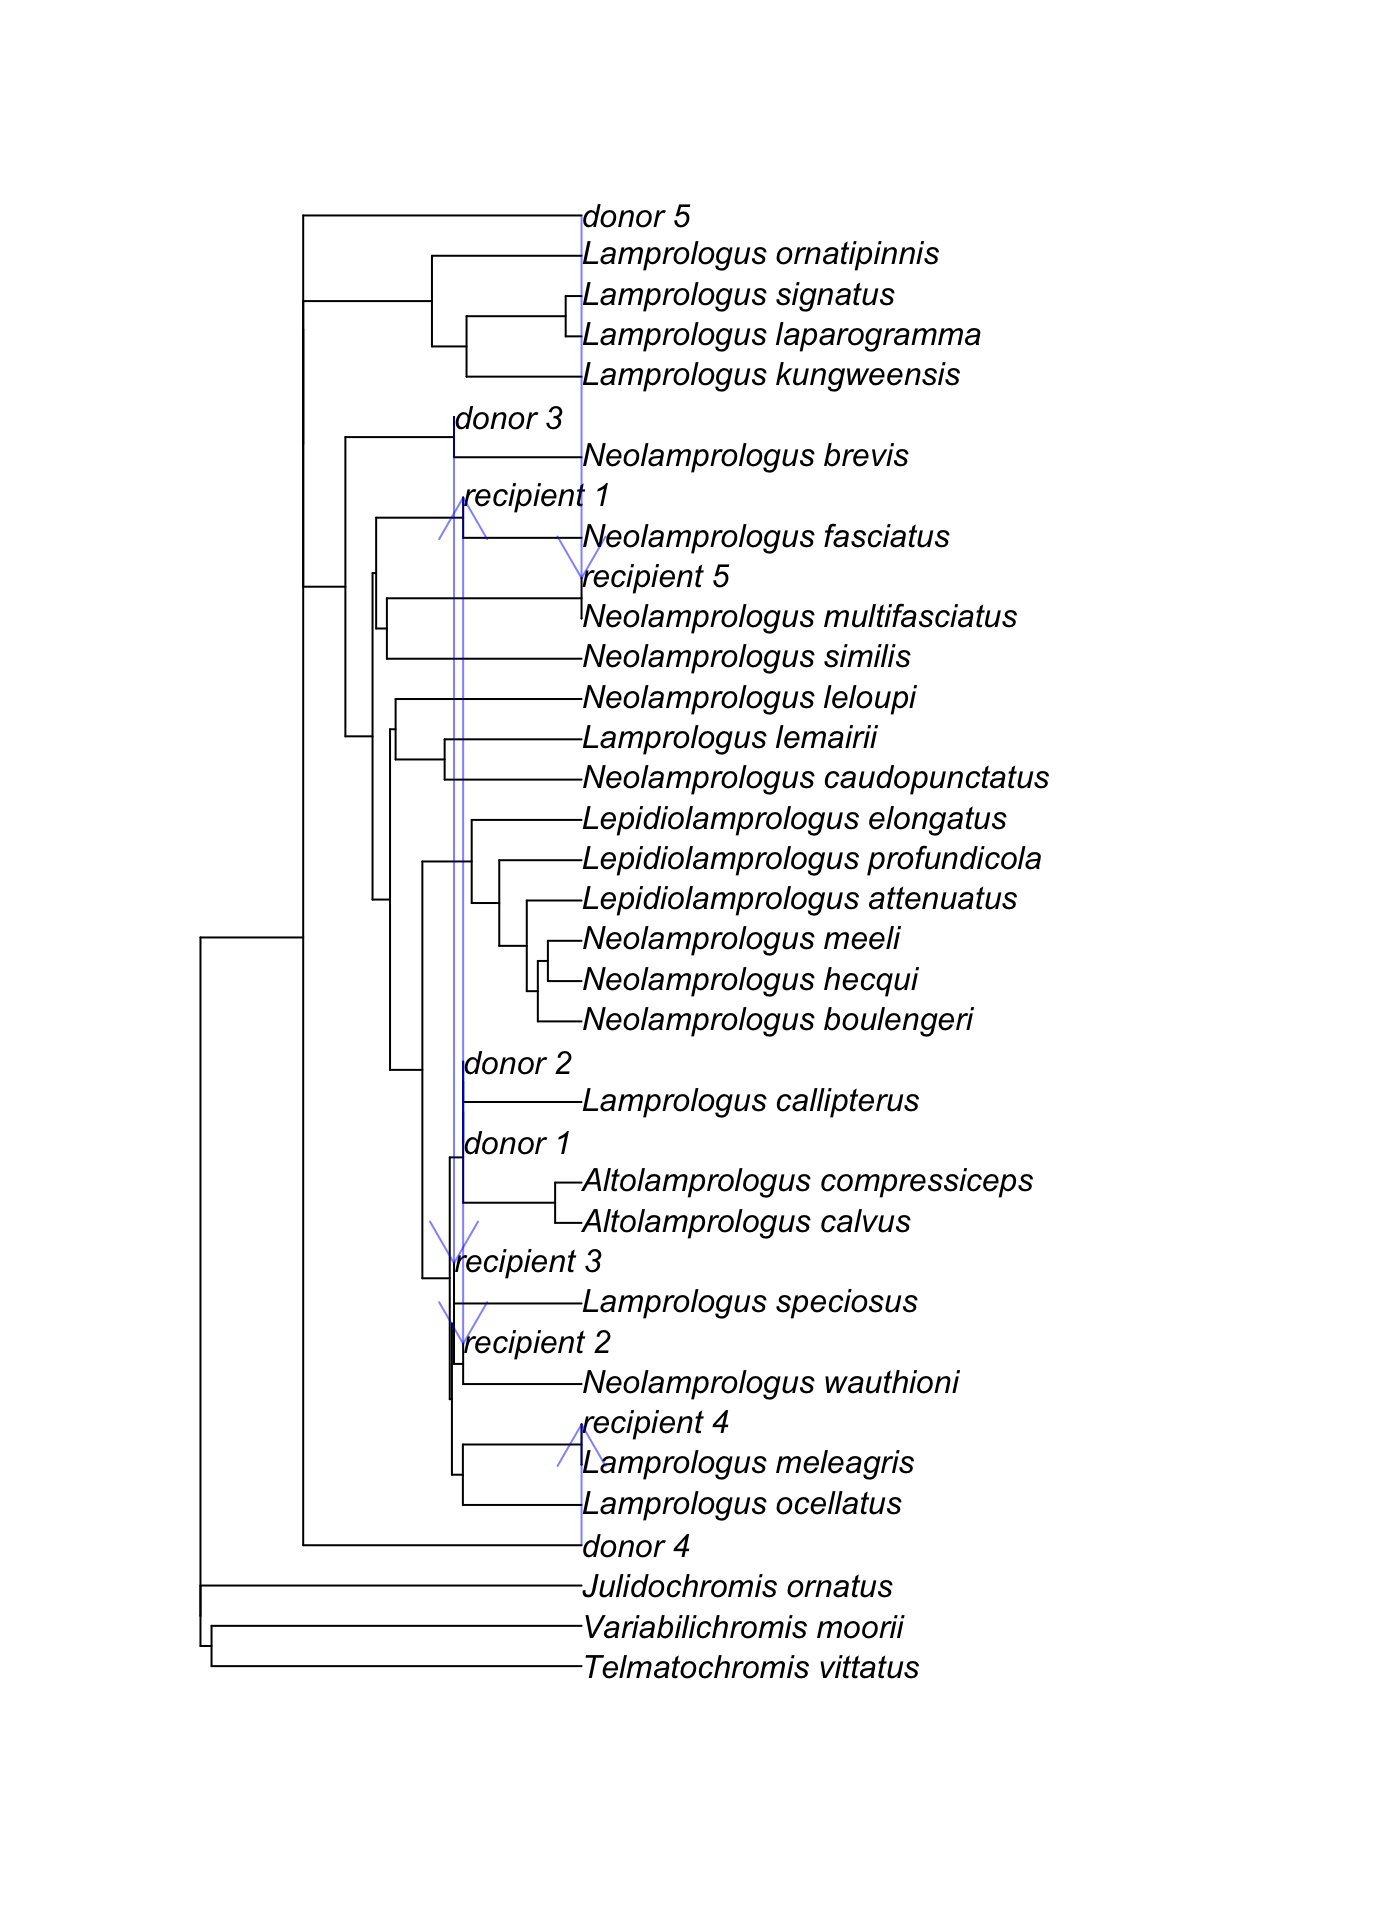 donor 5
Lamprologus ornatipinnis
Lamprologus signatus
Lamprologus laparogramma
Lamprologus kungweensis
donor 3
Neolamprologus brevis
recipient 1
Neolamprologus fasciatus
recipient 5
Neolamprologus multifasciatus
Neolamprologus similis
Neolamprologus leloupi
Lamprologus lemairii
Neolamprologus caudopunctatus
Lepidiolamprologus elongatus
Lepidiolamprologus profundicola
Lepidiolamprologus attenuatus
Neolamprologus meeli
Neolamprologus hecqui
Neolamprologus boulengeri
donor 2
Lamprologus callipterus
donor 1
Altolamprologus compressiceps
Altolamprologus calvus
recipient 3
Lamprologus speciosus
recipient 2
Neolamprologus wauthioni
recipient 4
Lamprologus meleagris
Lamprologus ocellatus
donor 4
Julidochromis ornatus
Variabilichromis moorii
Telmatochromis vittatus